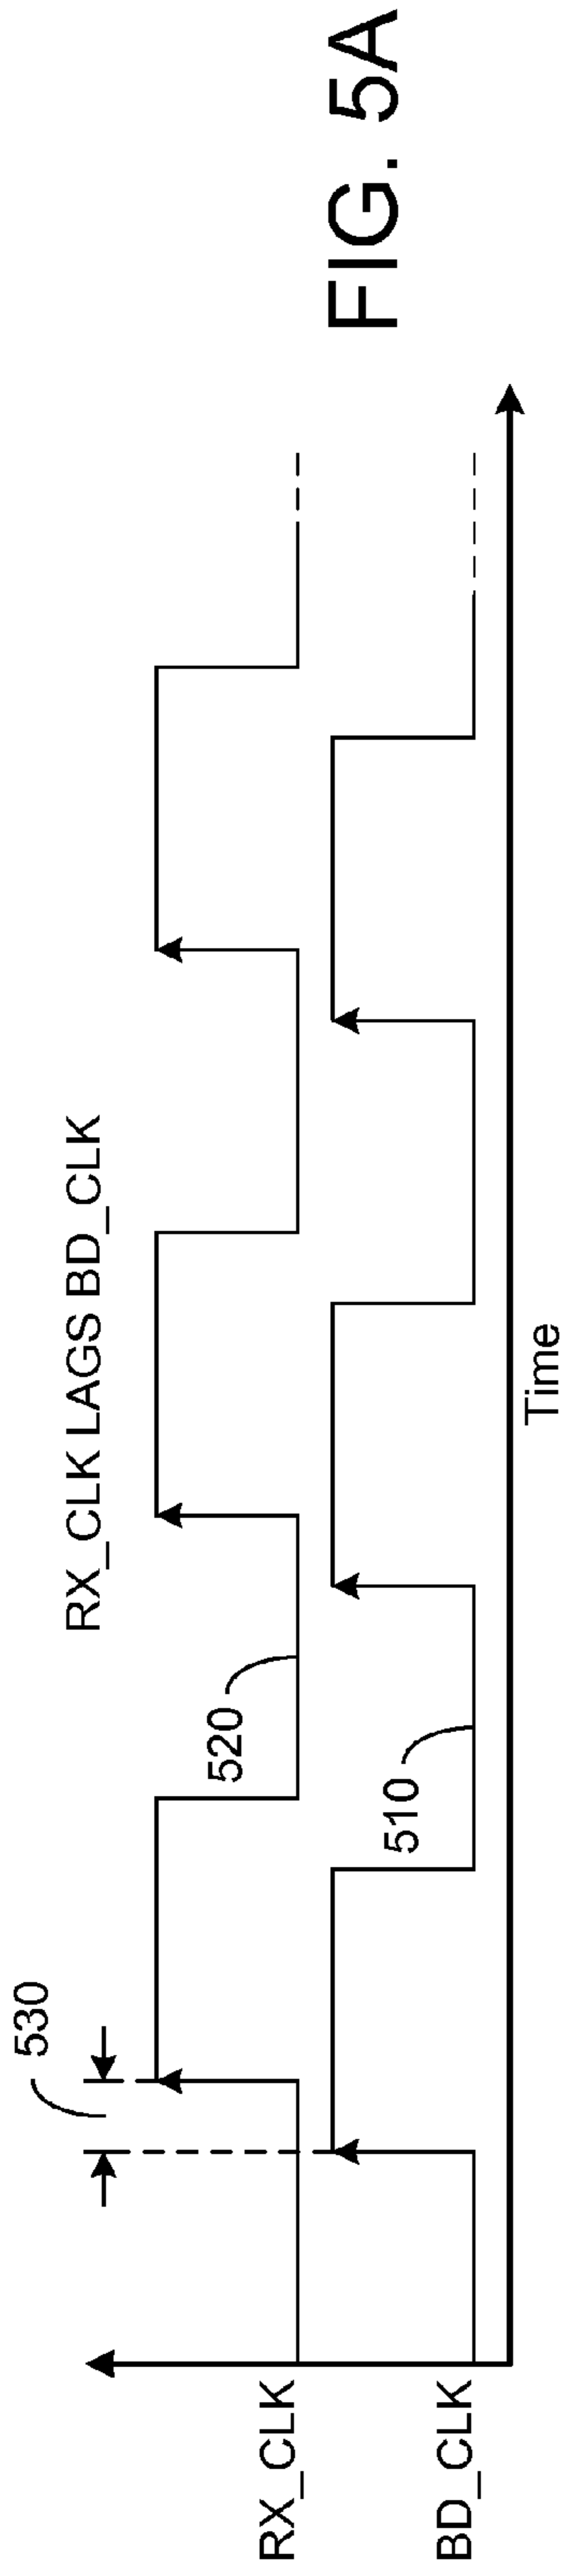 RX_CLK LAGS BD_CLK
530
RX_CLK
520
BD_CLK
510
Time
FIG. 5A